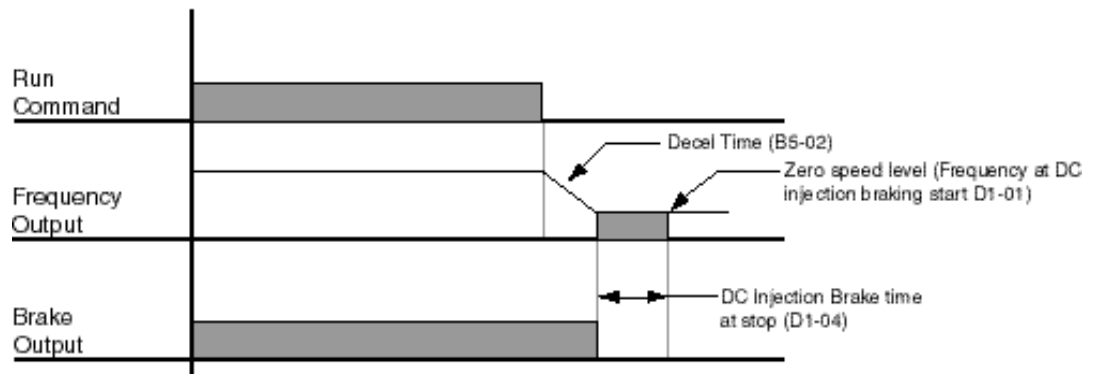 Run
Command
Decel Time (B5-02)
Zero speed level (Frequency at DC
injection braking start D1-01)
Frequency
Output
DC Injection Brake time
at stop (D1-04)
Brake
Output